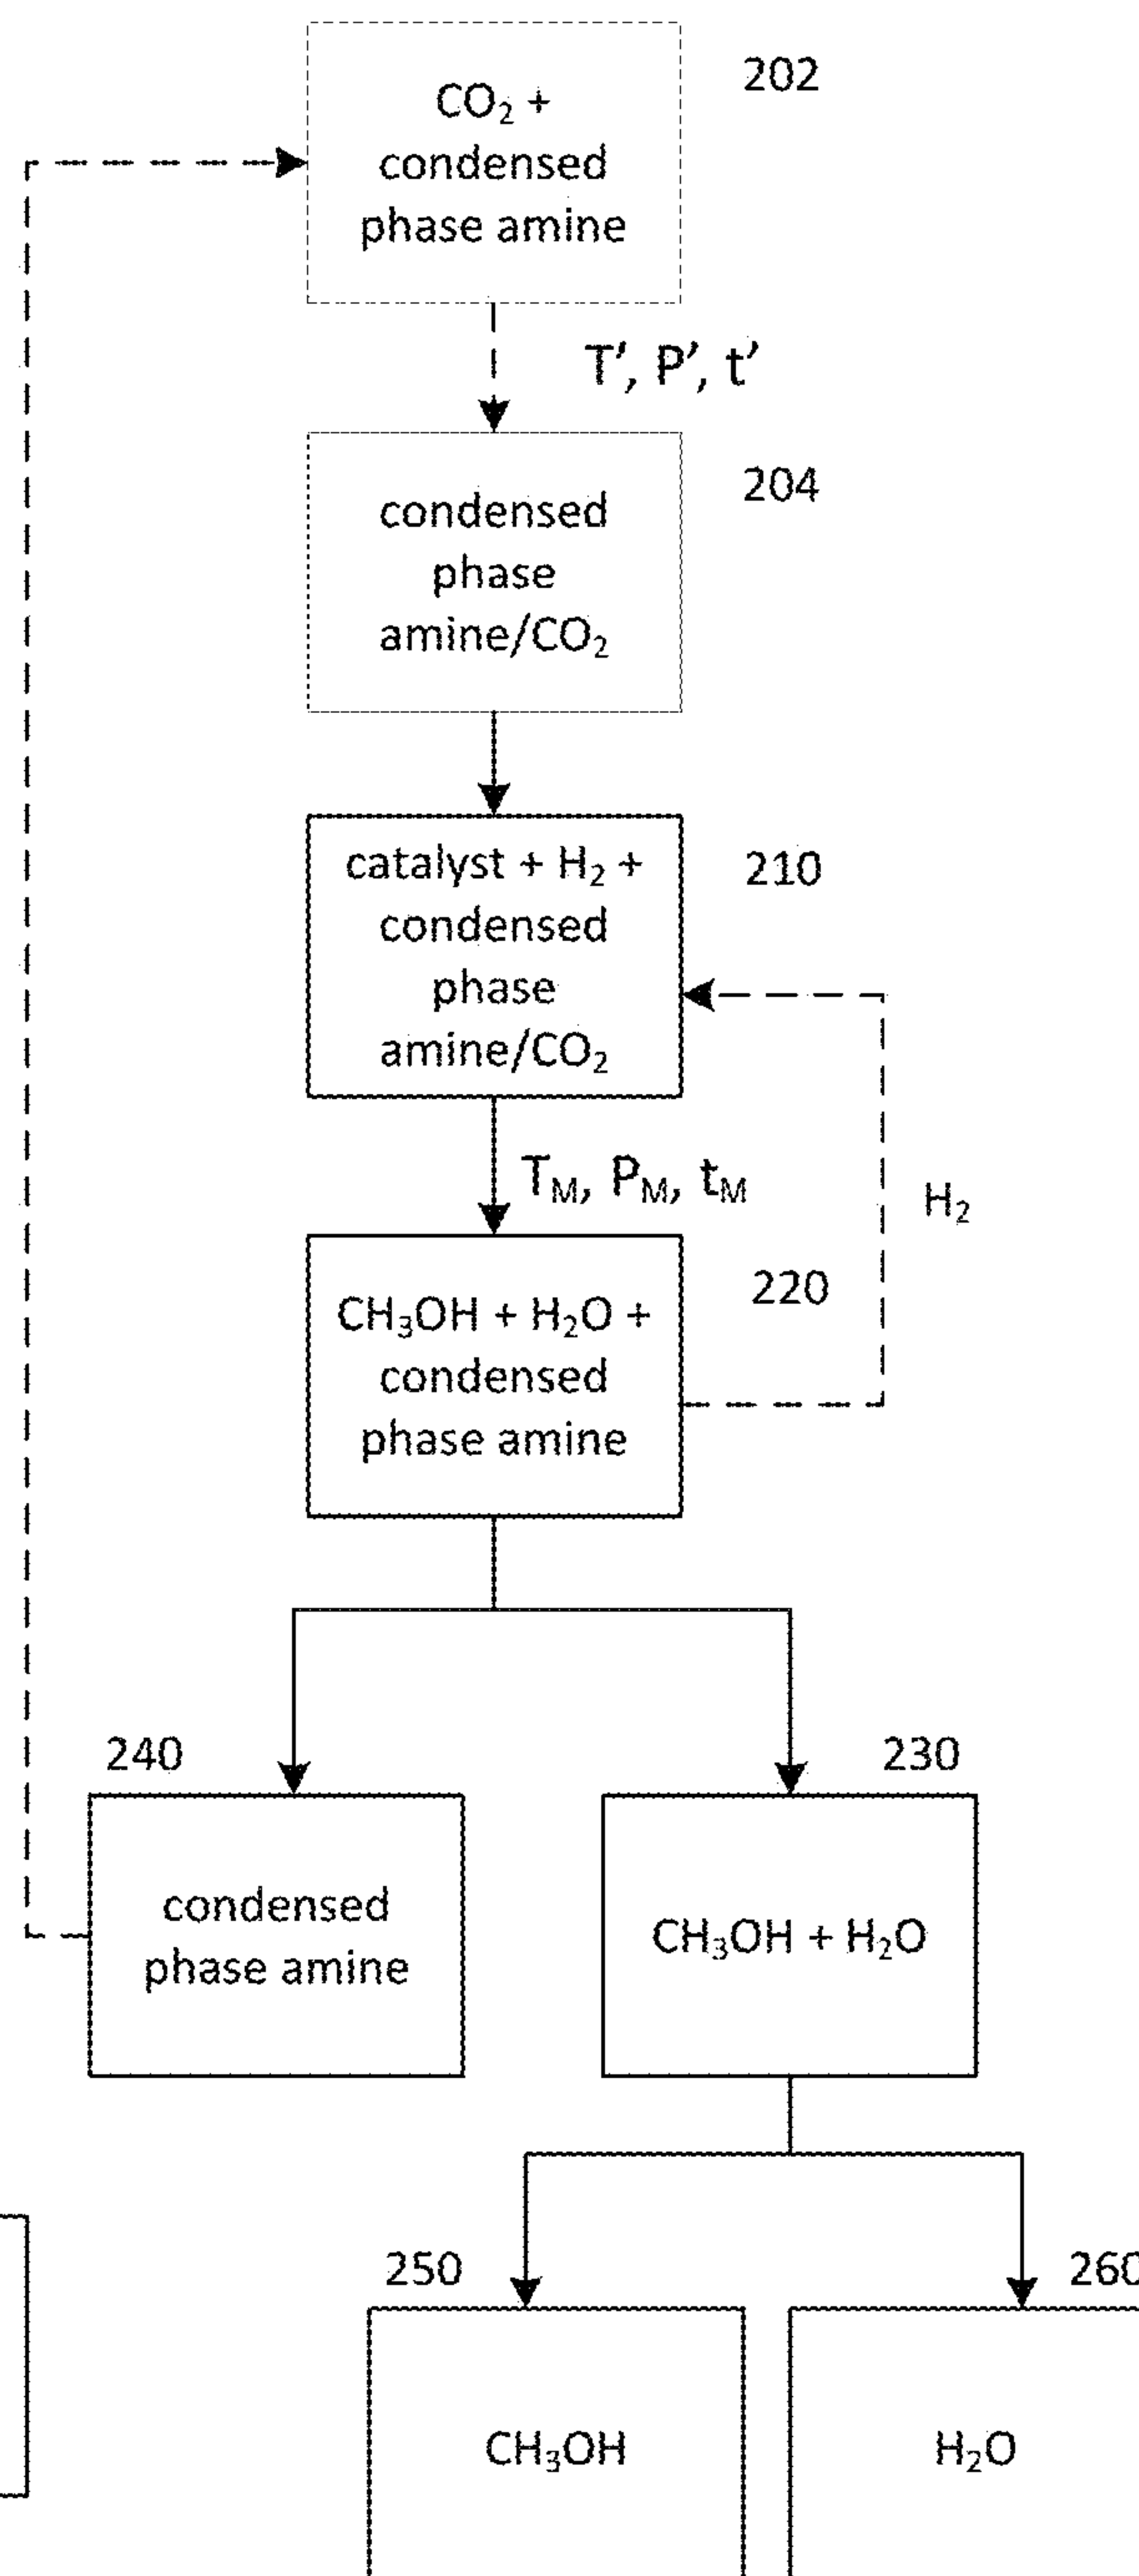 202
CO₂ +
condensed
phase amine
T', P', t'
204
condensed
phase
amine/CO₂
210
catalyst + H₂ +
condensed
phase
amine/CO₂
T_M, P_M, t_M
H₂
220
CH₃OH + H₂O +
condensed
phase amine
240
condensed
phase amine
230
CH₃OH + H₂O
250
CH₃OH
260
H₂O